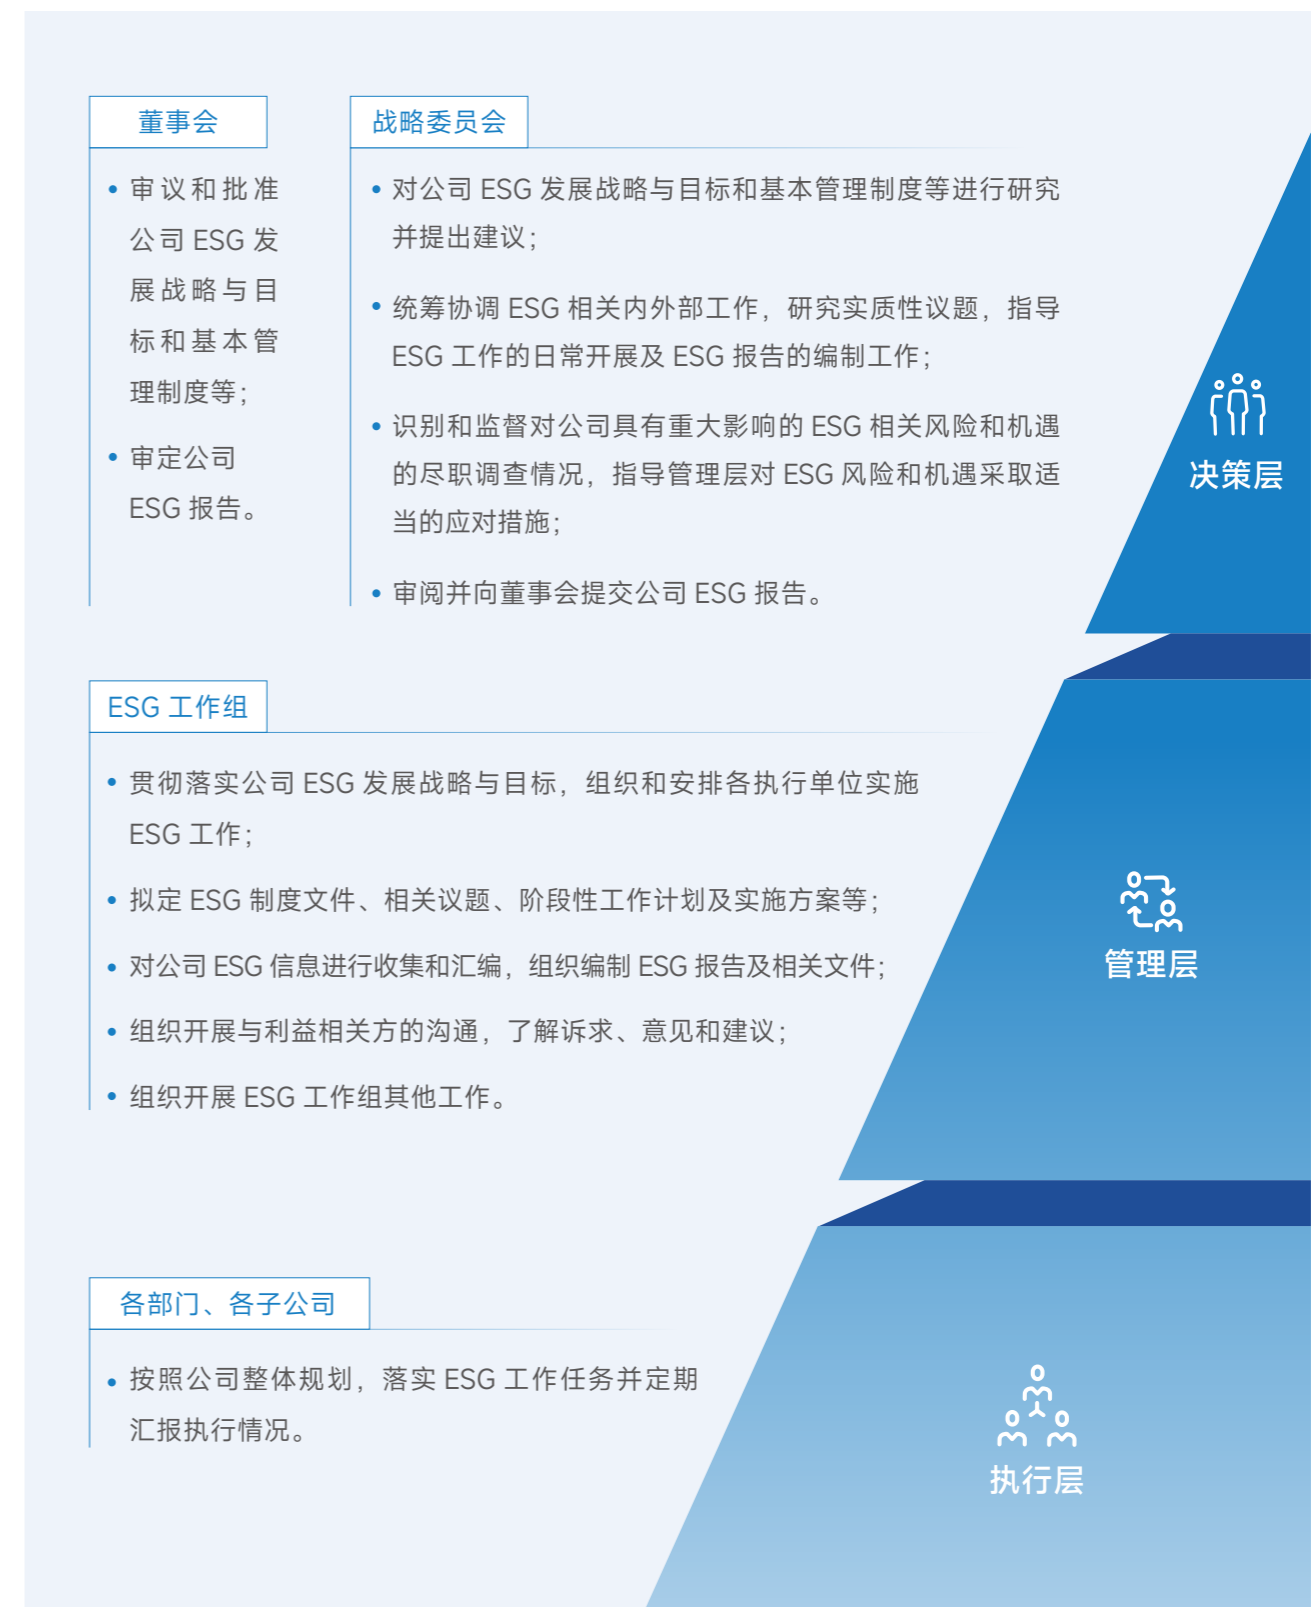 董事会
审议和批准
公司 ESG 发
展战略与目
标和基本管
理制度等；
审定公司
ESG 报告。
战略委员会
对公司 ESG 发展战略与目标和基本管理制度等进行研究
并提出建议；
统筹协调 ESG 相关内外部工作，研究实质性议题，指导
ESG 工作的日常开展及 ESG 报告的编制工作；
识别和监督对公司具有重大影响的 ESG 相关风险和机遇
的尽职调查情况，指导管理层对 ESG 风险和机遇采取适
当的应对措施；
审阅并向董事会提交公司 ESG 报告。
决策层
ESG 工作组
贯彻落实公司 ESG 发展战略与目标，组织和安排各执行单位实施
ESG 工作；
拟定 ESG 制度文件、相关议题、阶段性工作计划及实施方案等；
对公司 ESG 信息进行收集和汇编，组织编制 ESG 报告及相关文件；
组织开展与利益相关方的沟通，了解诉求、意见和建议；
组织开展 ESG 工作组其他工作。
管理层
各部门、各子公司
按照公司整体规划，落实 ESG 工作任务并定期
汇报执行情况。
执行层